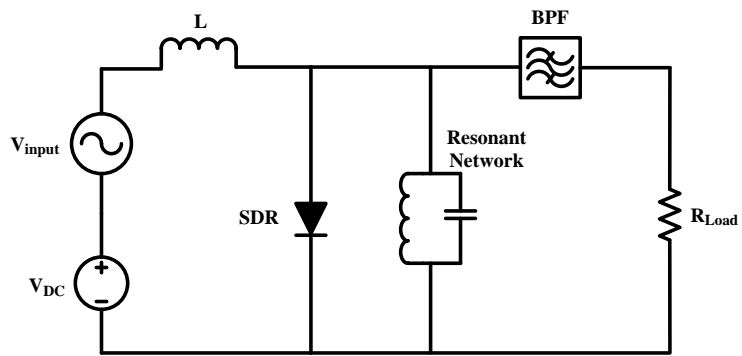 BPF
L
V_input
Resonant
Network
SDR
R_Load
V_DC